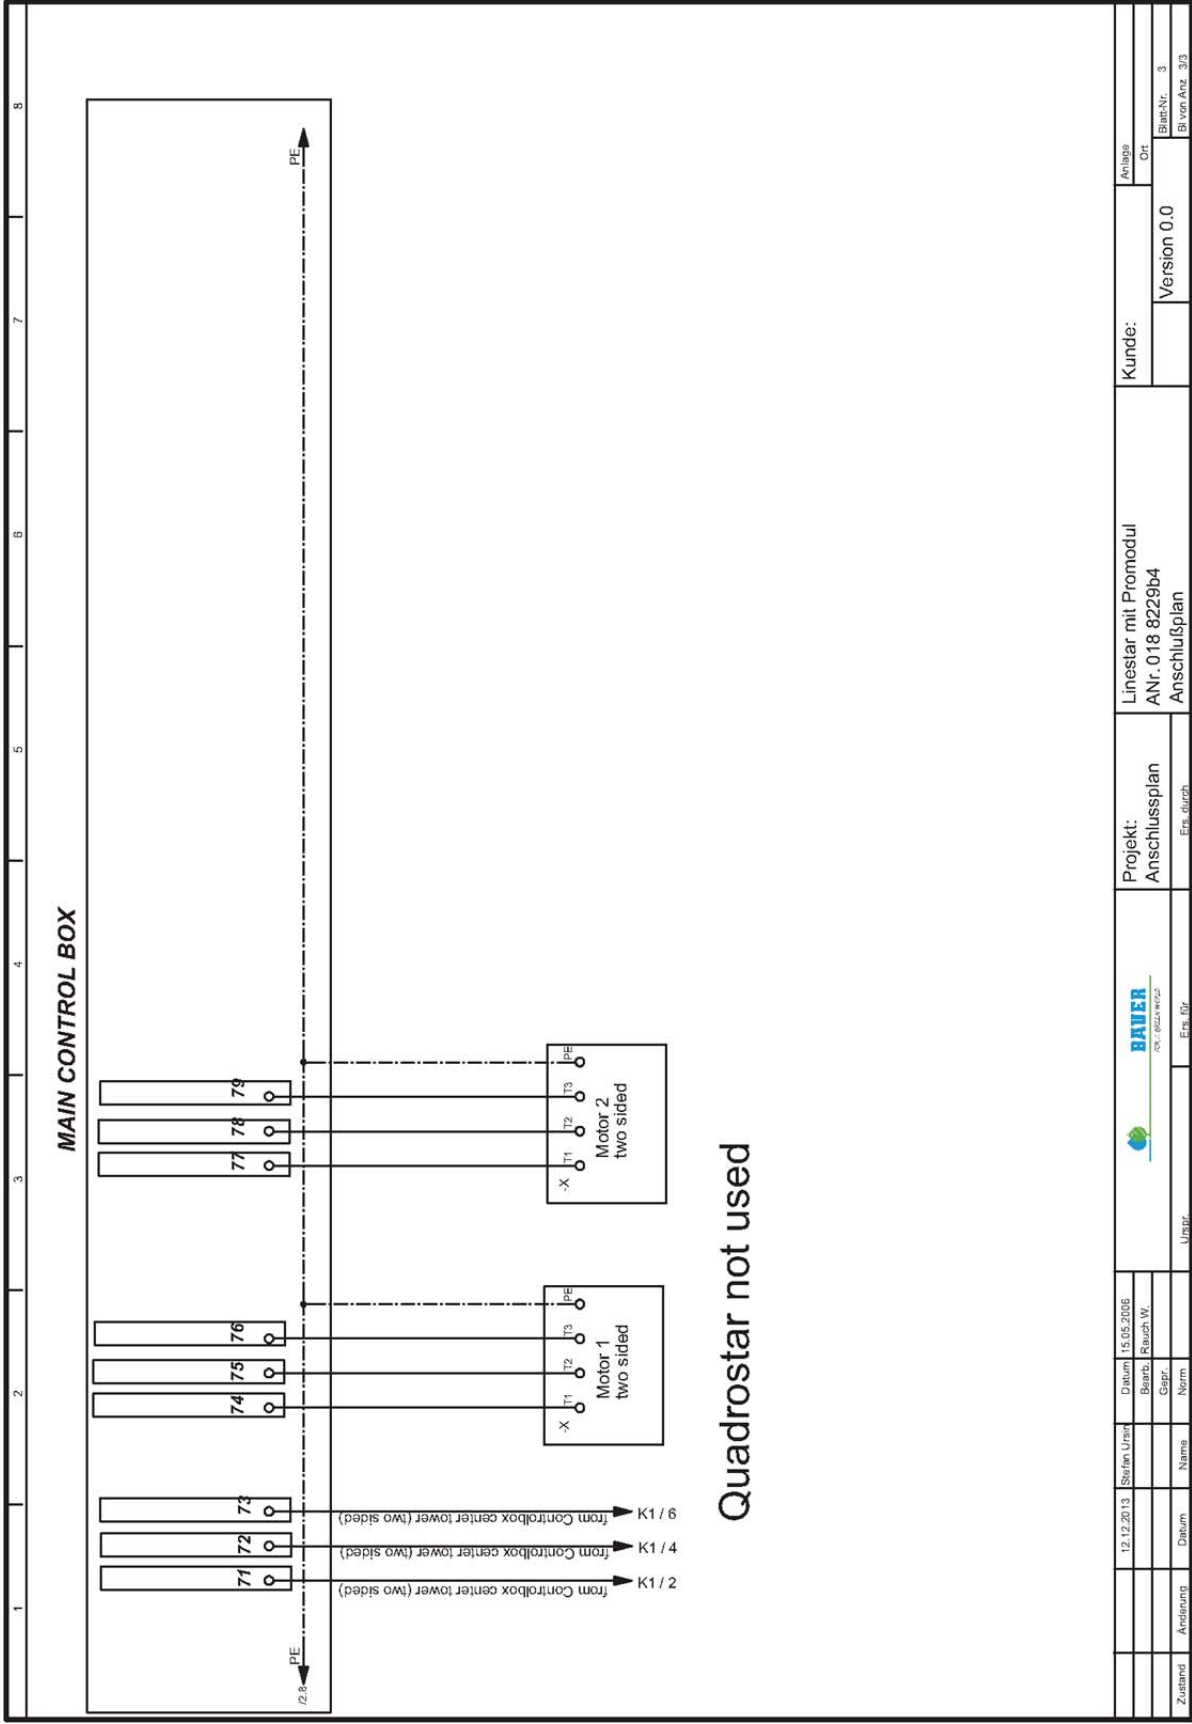 1 2 3 4 5 6 7 8
MAIN CONTROL BOX
71 72 73 74 75 76 77 78 79
PE PE
/2.8
from Controlbox center tower (two sided)
from Controlbox center tower (two sided)
from Controlbox center tower (two sided)
K1 / 2 K1 / 4 K1 / 6
-X T1 T2 T3 PE
Motor 1
two sided
-X T1 T2 T3 PE
Motor 2
two sided
Quadrostar not used
12.12.2013 Stefan Ursin
Zustand Änderung Datum Name Norm
Datum 15.05.2006
Bearb. Rauch W.
Gepr.
Urspr. Ers. für Ers. durch
BAUER
Projekt:
Anschlussplan
Linestar mit Promodul
ANr. 018 8229b4
Anschlußplan
Kunde:
Version 0.0
Anlage
Ort
Blatt-Nr. 3
Bl von Anz 3/3